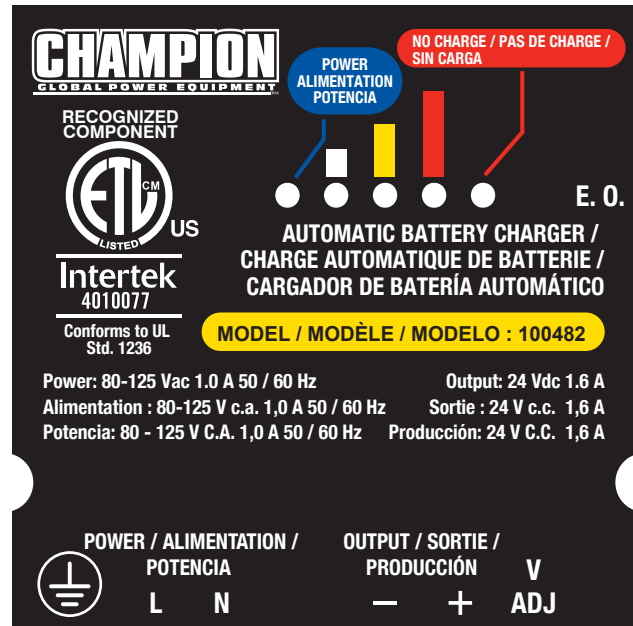 CHAMPION
GLOBAL POWER EQUIPMENT
POWER
ALIMENTATION
POTENCIA
NO CHARGE / PAS DE CHARGE /
SIN CARGA
RECOGNIZED
COMPONENT
ETL
CM
LISTED
US
Intertek
4010077
Conforms to UL
Std. 1236
E. O.
AUTOMATIC BATTERY CHARGER /
CHARGE AUTOMATIQUE DE BATTERIE /
CARGADOR DE BATERÍA AUTOMÁTICO
MODEL / MODÈLE / MODELO : 100482
Power: 80-125 Vac 1.0 A 50 / 60 Hz Output: 24 Vdc 1.6 A
Alimentation : 80-125 V c.a. 1,0 A 50 / 60 Hz Sortie : 24 V c.c. 1,6 A
Potencia: 80 - 125 V C.A. 1,0 A 50 / 60 Hz Producción: 24 V C.C. 1,6 A
POWER / ALIMENTATION /
POTENCIA
L N
OUTPUT / SORTIE /
PRODUCCIÓN
− +
V
ADJ